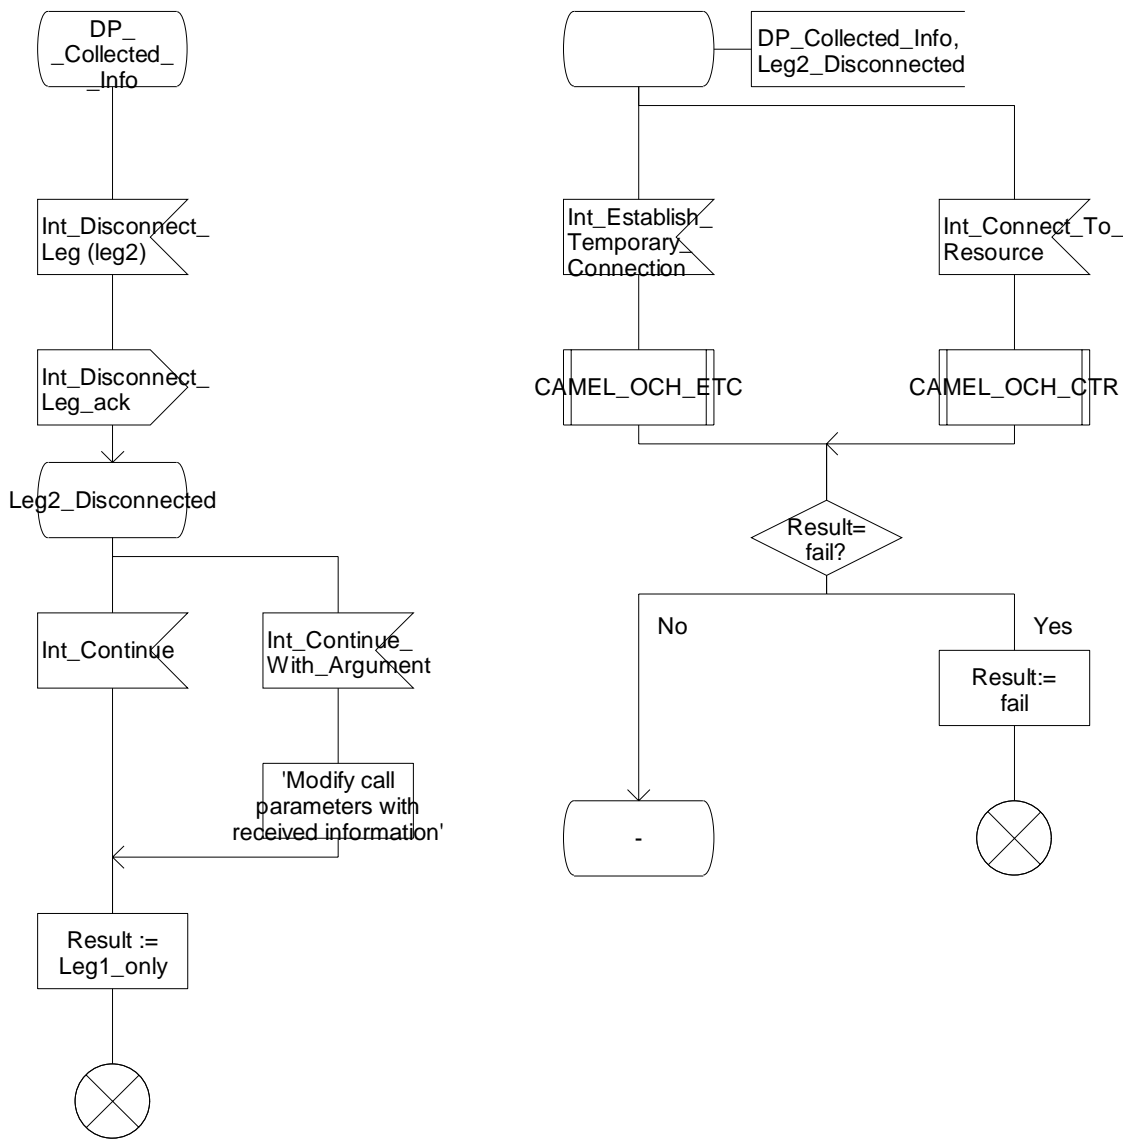 DP_
_Collected_
_Info
Int_Disconnect_
Leg (leg2)
Int_Disconnect_
Leg_ack
Leg2_Disconnected
Int_Continue
Int_Continue_
With_Argument
'Modify call
parameters with
received information'
Result :=
Leg1_only
DP_Collected_Info,
Leg2_Disconnected
Int_Establish_
Temporary_
Connection
Int_Connect_To_
Resource
CAMEL_OCH_ETC
CAMEL_OCH_CTR
Result=
fail?
No
Yes
Result:=
fail
-